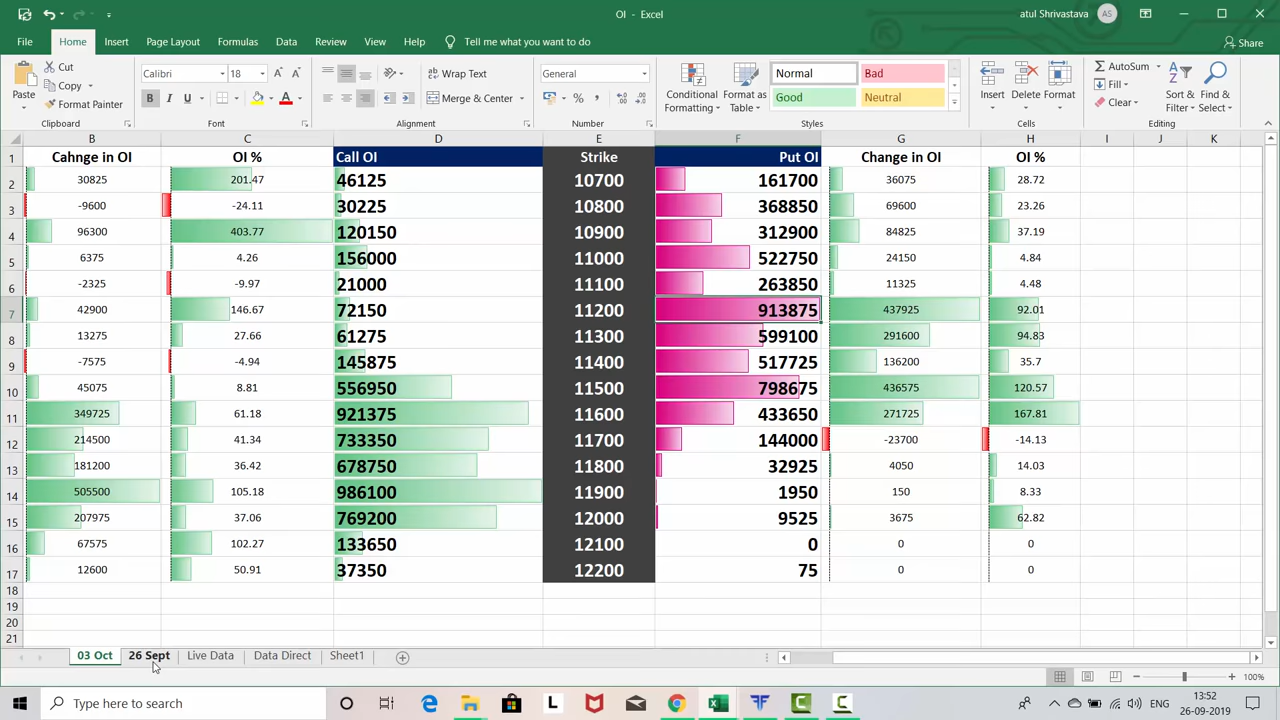 OI - Excel
atul Shrivastava AS
File Home Insert Page Layout Formulas Data Review View Help Tell me what you want to do Share
Cut
Copy
Format Painter
Paste
Calibri 18
B I U
Wrap Text
Merge & Center
General
Conditional Formatting
Format as Table
Normal Bad
Good Neutral
Insert Delete Format
AutoSum
Fill
Clear
Sort & Filter
Find & Select
Clipboard Font Alignment Number Styles Cells Editing
B C D E F G H I J K
1 Cahnge in OI OI % Call OI Strike Put OI Change in OI OI %
2 30825 201.47 46125 10700 161700 36075 28.72
3 -9600 -24.11 30225 10800 368850 69600 23.26
4 96300 403.77 120150 10900 312900 84825 37.19
5 6375 4.26 156000 11000 522750 24150 4.84
6 -2325 -9.97 21000 11100 263850 11325 4.48
7 42900 146.67 72150 11200 913875 437925 92.01
8 13275 27.66 61275 11300 599100 291600 94.83
9 -7575 -4.94 145875 11400 517725 136200
10 45075 8.81 556950 11500 798675 436575 120.57
11 349725 61.18 921375 11600 433650 271725 167.81
12 214500 41.34 733350 11700 144000 -23700 -14.13
13 181200 36.42 678750 11800 32925 4050 14.03
14 505500 105.18 986100 11900 1950 150 8.33
15 207975 37.06 769200 12000 9525 3675 62.82
16 67575 102.27 133650 12100 0 0 0
17 12600 50.91 37350 12200 75 0 0
18
19
20
21
03 Oct 26 Sept Live Data Data Direct Sheet1
100%
Type here to search
13:52
26-09-2019